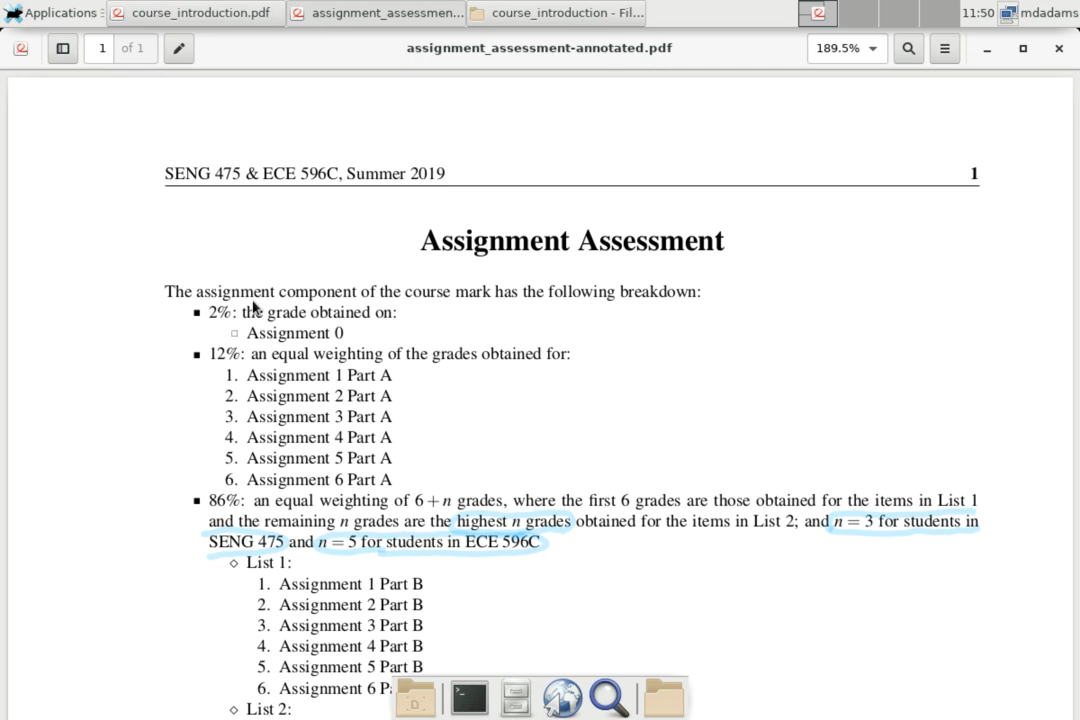 Applications course_introduction.pdf assignment_assessmen... course_introduction - Fil... 11:50 mdadams
1 of 1 assignment_assessment-annotated.pdf 189.5%
SENG 475 & ECE 596C, Summer 2019 1
Assignment Assessment
The assignment component of the course mark has the following breakdown:
■ 2%: the grade obtained on:
□ Assignment 0
■ 12%: an equal weighting of the grades obtained for:
1. Assignment 1 Part A
2. Assignment 2 Part A
3. Assignment 3 Part A
4. Assignment 4 Part A
5. Assignment 5 Part A
6. Assignment 6 Part A
■ 86%: an equal weighting of 6+n grades, where the first 6 grades are those obtained for the items in List 1
and the remaining n grades are the highest n grades obtained for the items in List 2; and n = 3 for students in
SENG 475 and n = 5 for students in ECE 596C
◇ List 1:
1. Assignment 1 Part B
2. Assignment 2 Part B
3. Assignment 3 Part B
4. Assignment 4 Part B
5. Assignment 5 Part B
6. Assignment 6
◇ List 2: